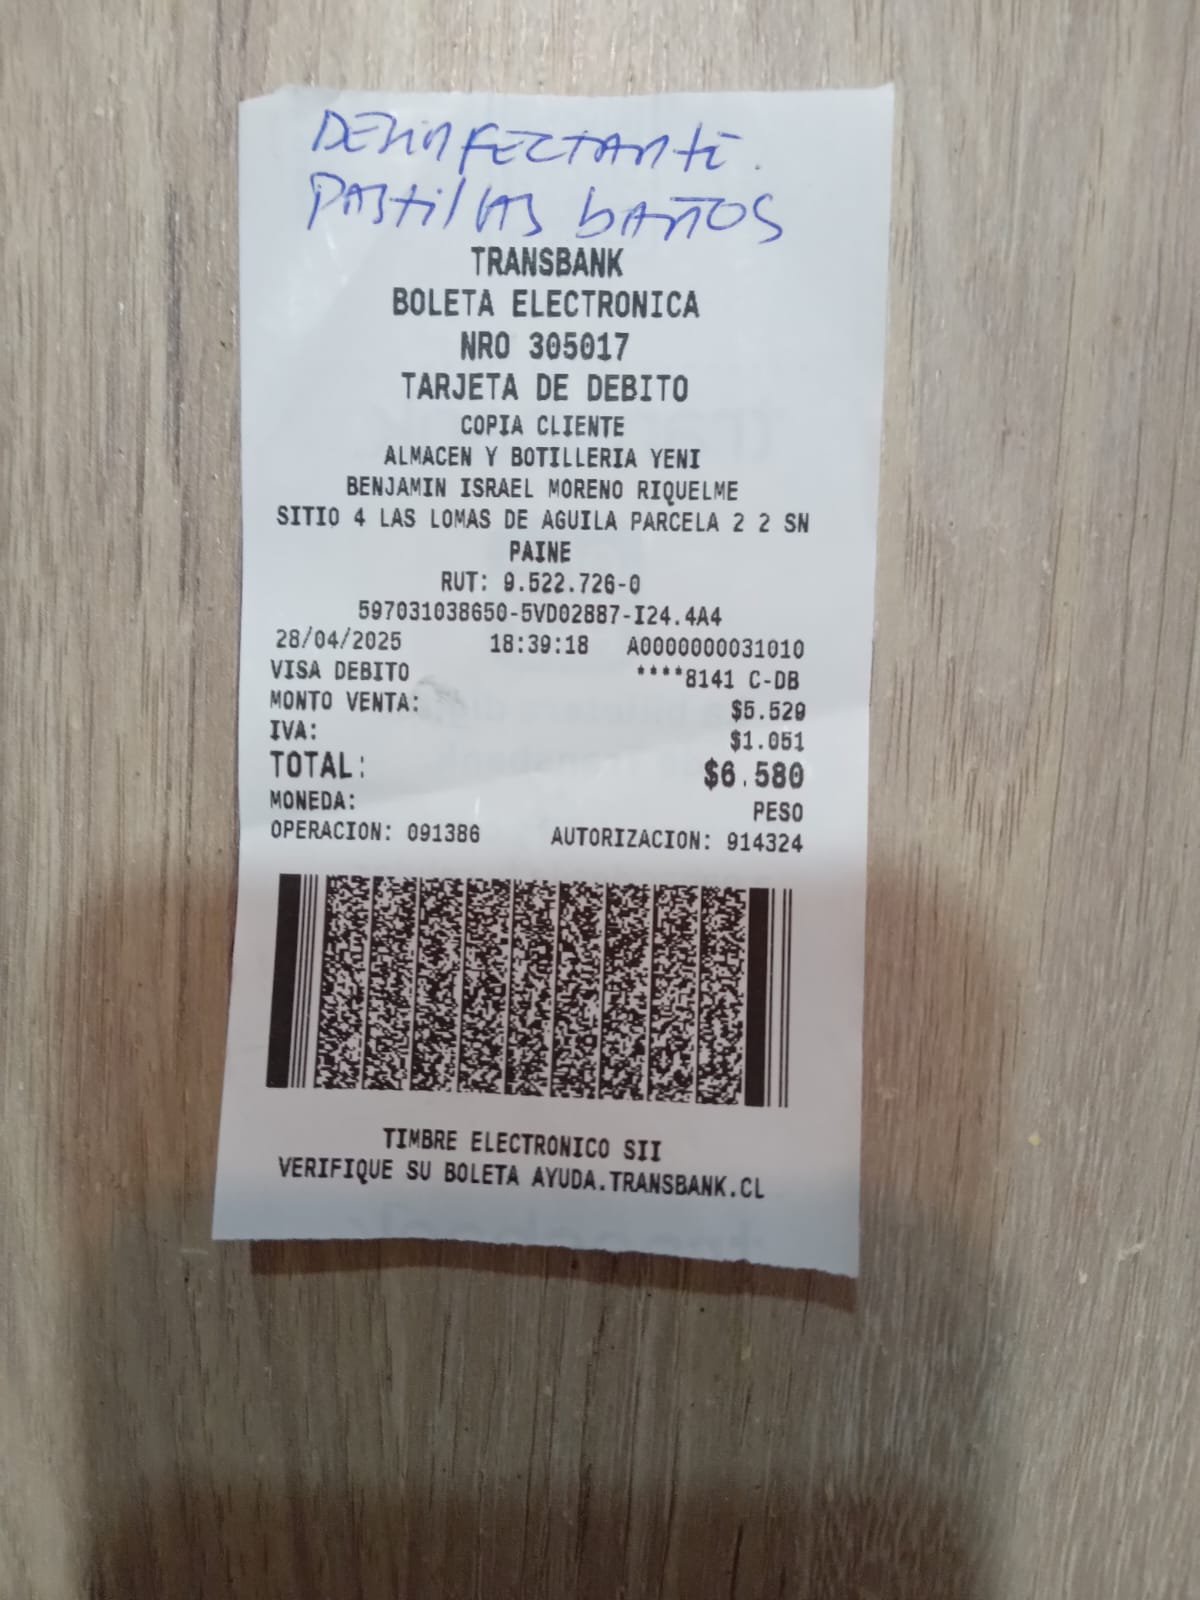 Desinfectante.
Pastillas baños
TRANSBANK
BOLETA ELECTRONICA
NRO 305017
TARJETA DE DEBITO
COPIA CLIENTE
ALMACEN Y BOTILLERIA YENI
BENJAMIN ISRAEL MORENO RIQUELME
SITIO 4 LAS LOMAS DE AGUILA PARCELA 2 2 SN
PAINE
RUT: 9.522.726-0
597031038650-5VD02887-I24.4A4
28/04/2025 18:39:18 A0000000031010
VISA DEBITO ****8141 C-DB
MONTO VENTA: $5.529
IVA: $1.051
TOTAL: $6.580
MONEDA: PESO
OPERACION: 091386 AUTORIZACION: 914324
TIMBRE ELECTRONICO SII
VERIFIQUE SU BOLETA AYUDA.TRANSBANK.CL